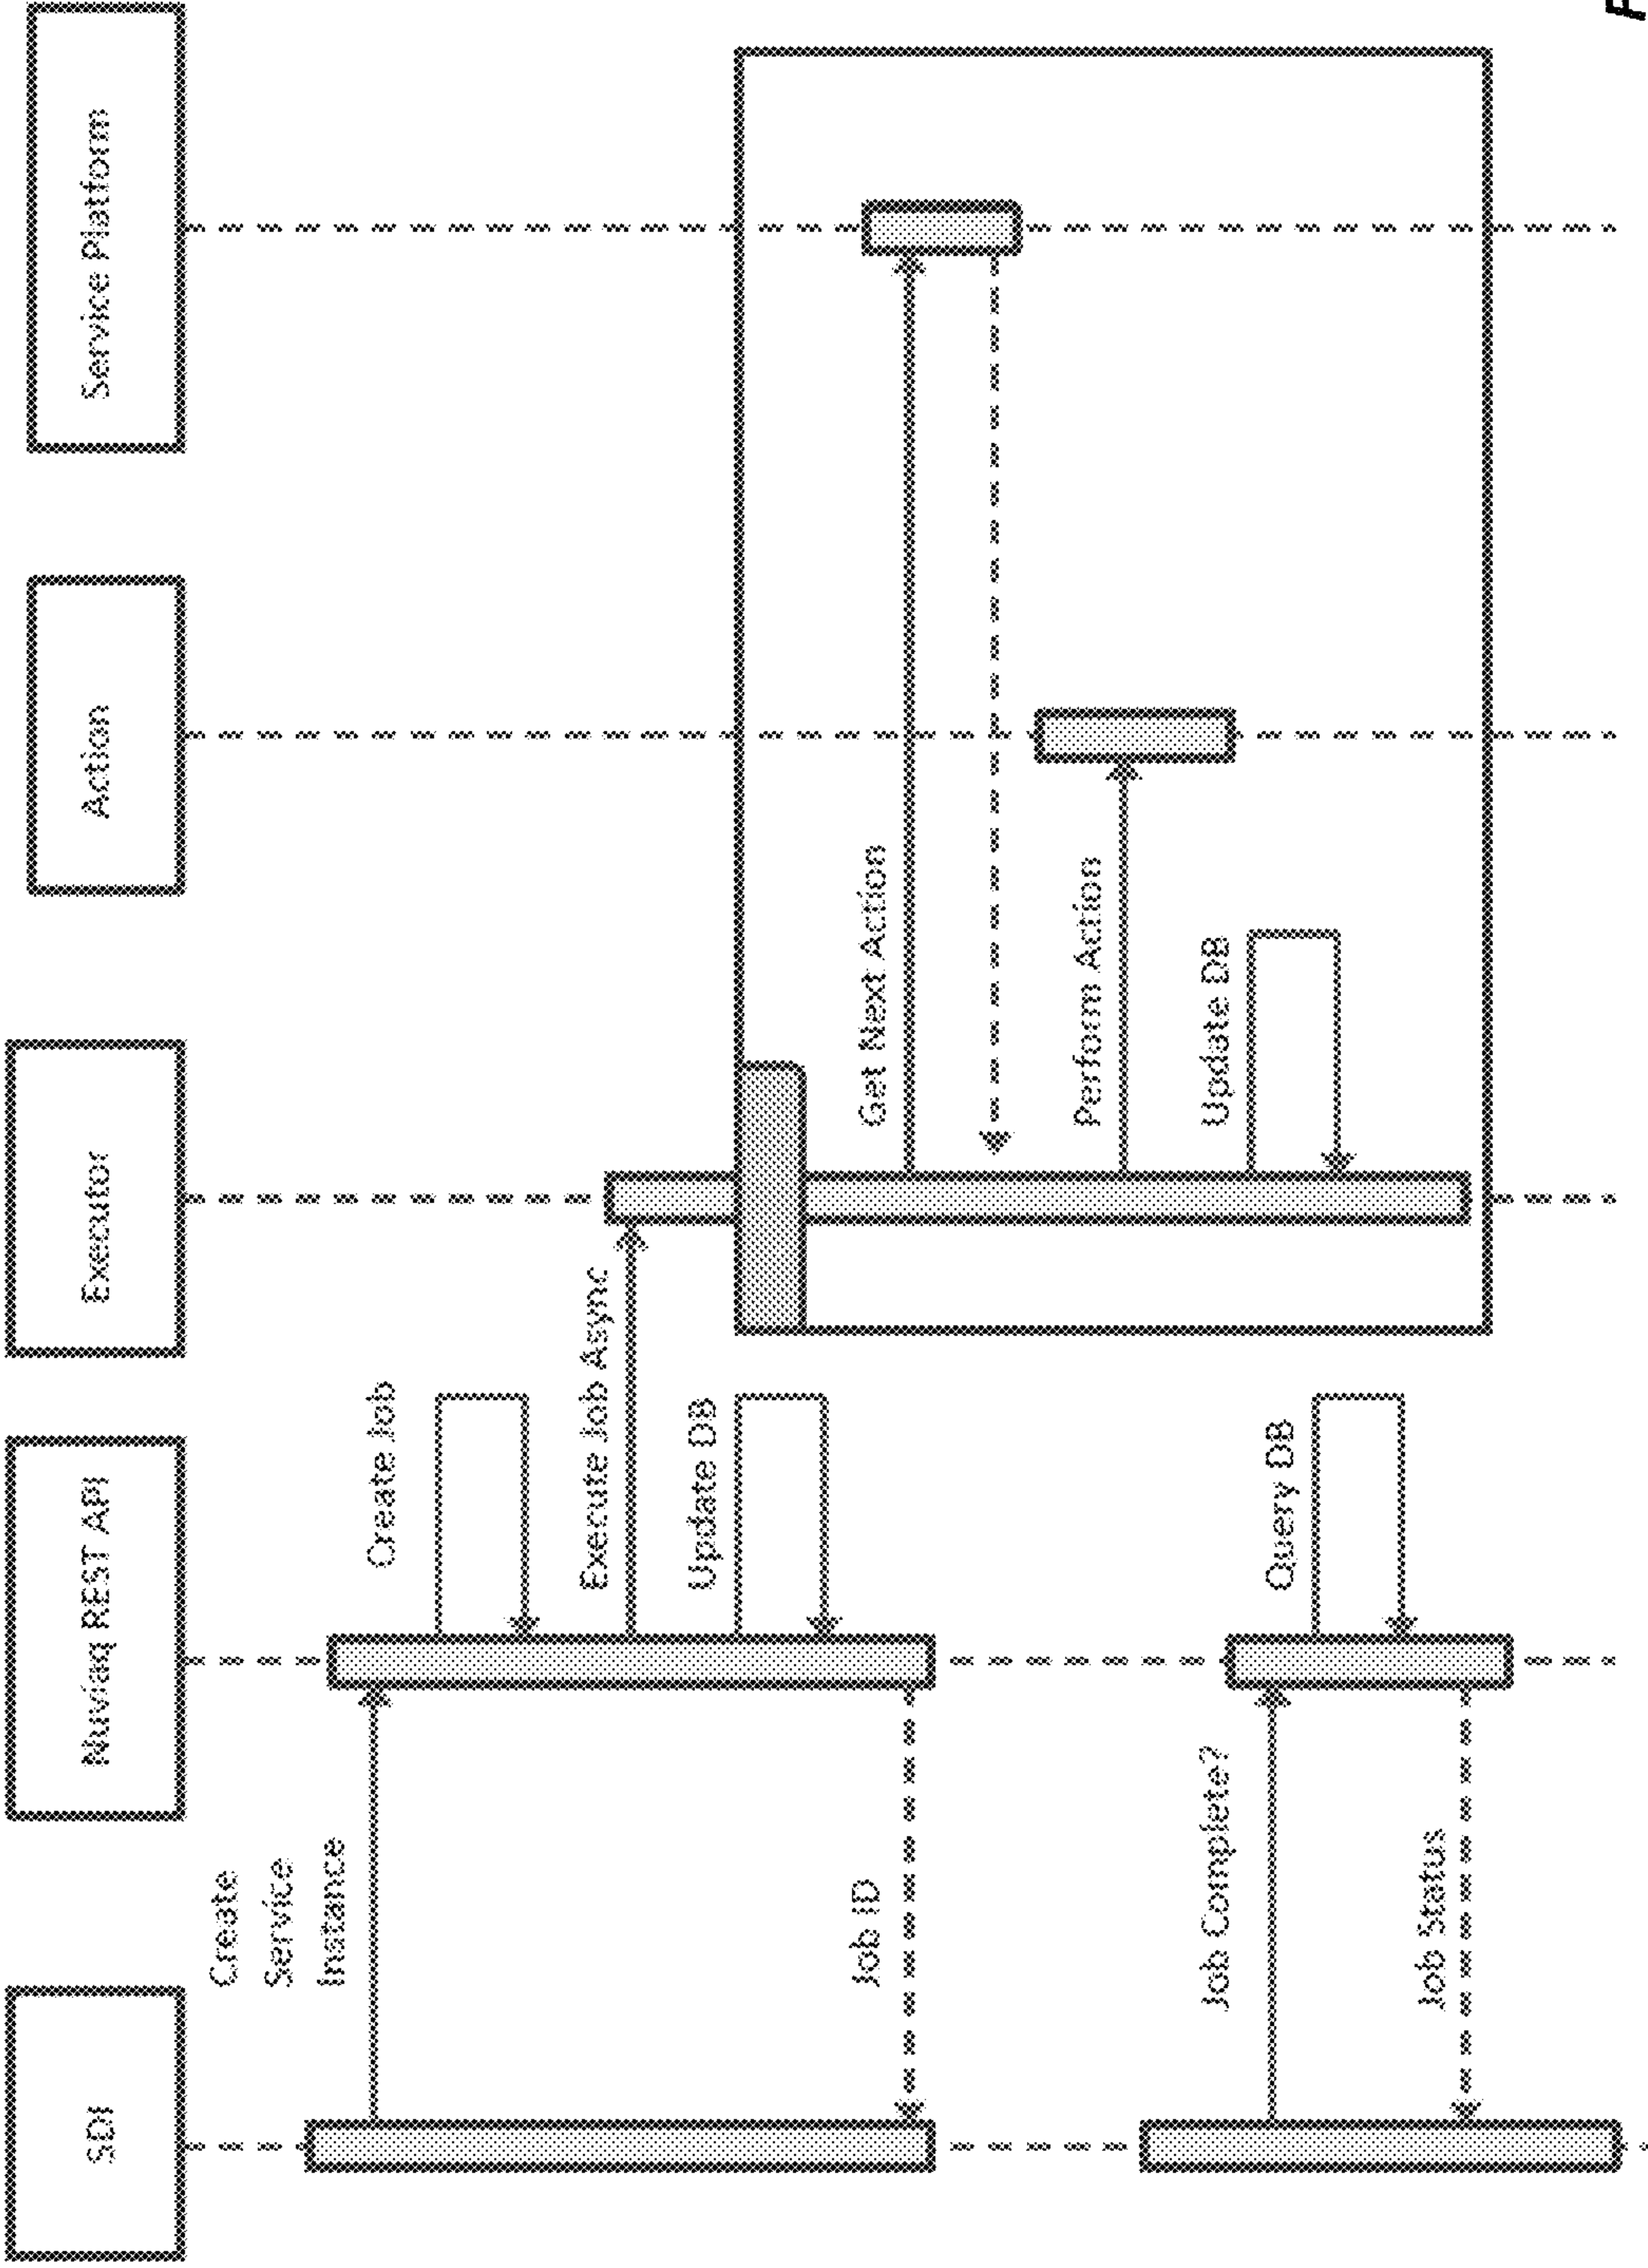 SDI
Nuviaq REST API
Executor
Action
Service Platform
Create
Service
Instance
Create Job
Execute Job Async
Update DB
Job ID
Get Next Action
Perform Action
Update DB
Job Complete?
Query DB
Job Status